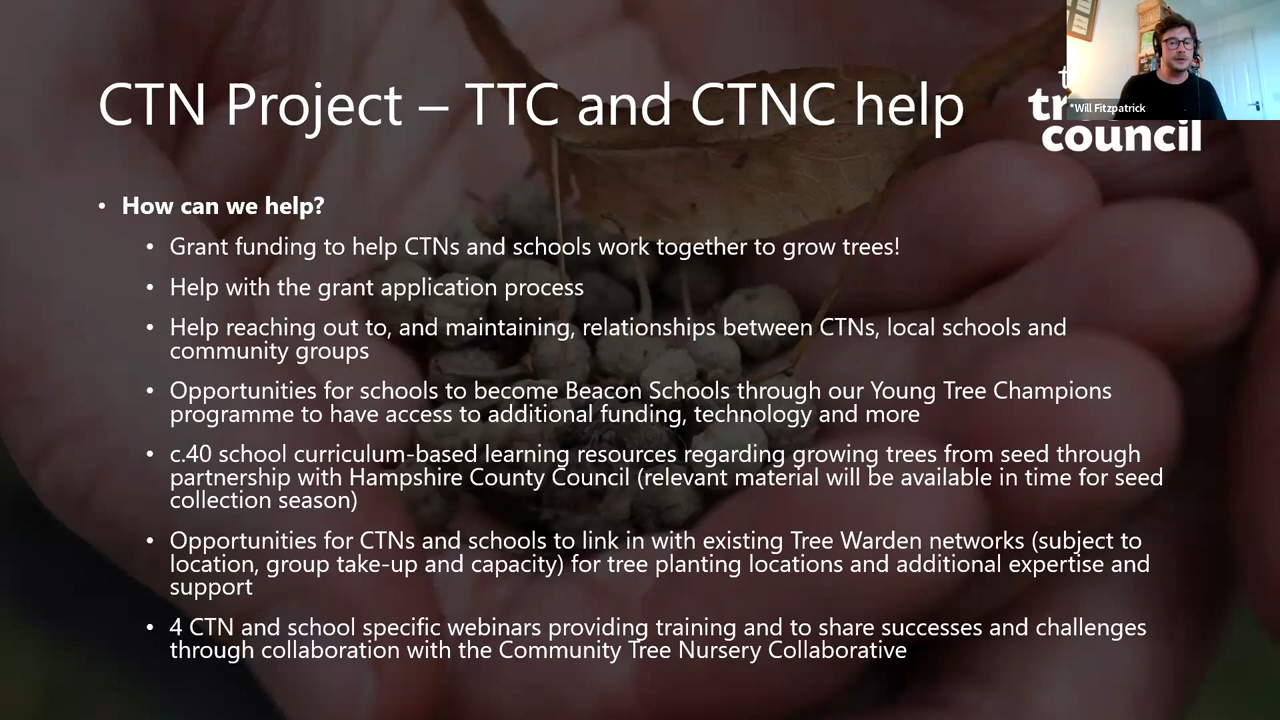 CTN Project – TTC and CTNC help
*Will Fitzpatrick
council
• How can we help?
• Grant funding to help CTNs and schools work together to grow trees!
• Help with the grant application process
• Help reaching out to, and maintaining, relationships between CTNs, local schools and
community groups
• Opportunities for schools to become Beacon Schools through our Young Tree Champions
programme to have access to additional funding, technology and more
• c.40 school curriculum-based learning resources regarding growing trees from seed through
partnership with Hampshire County Council (relevant material will be available in time for seed
collection season)
• Opportunities for CTNs and schools to link in with existing Tree Warden networks (subject to
location, group take-up and capacity) for tree planting locations and additional expertise and
support
• 4 CTN and school specific webinars providing training and to share successes and challenges
through collaboration with the Community Tree Nursery Collaborative